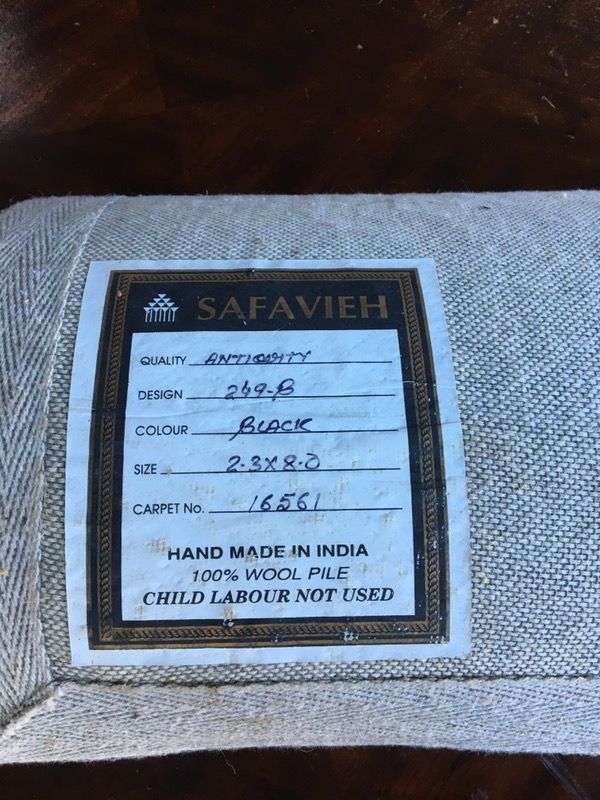 SAFAVIEH
QUALITY ANTIQUITY
DESIGN 249-B
COLOUR BLACK
SIZE 2-3X8-0
CARPET No. 16561
HAND MADE IN INDIA
100% WOOL PILE
CHILD LABOUR NOT USED